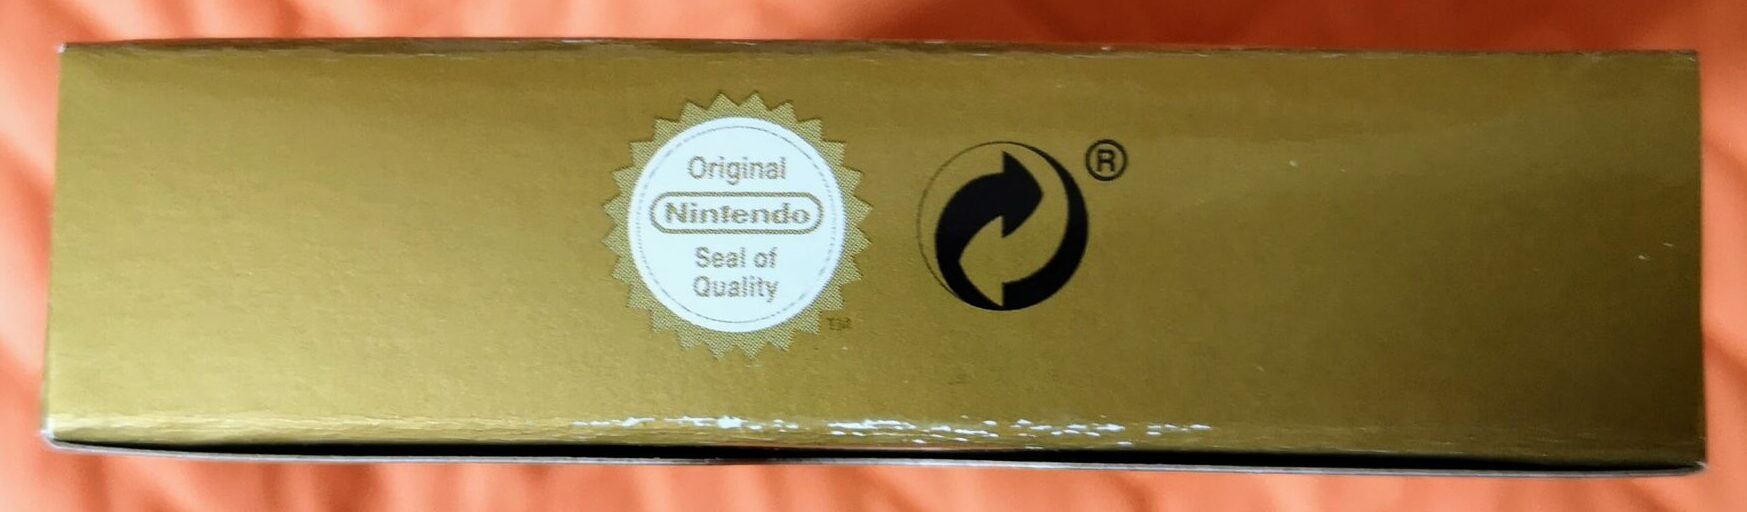 Original
Nintendo
Seal of
Quality
TM
®